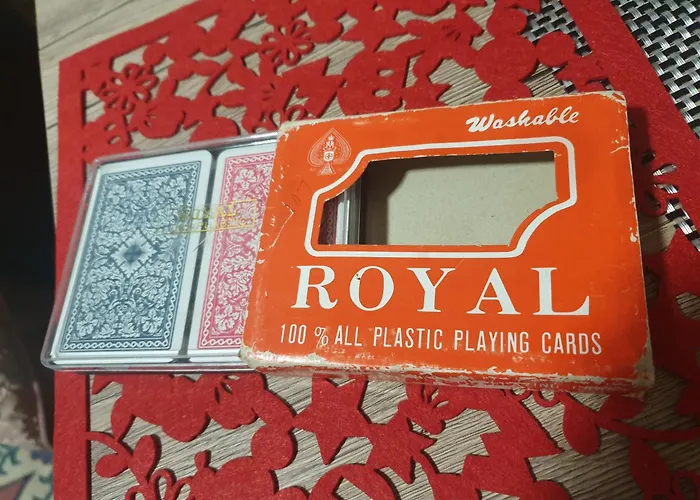 Washable
ROYAL
100 % ALL PLASTIC PLAYING CARDS